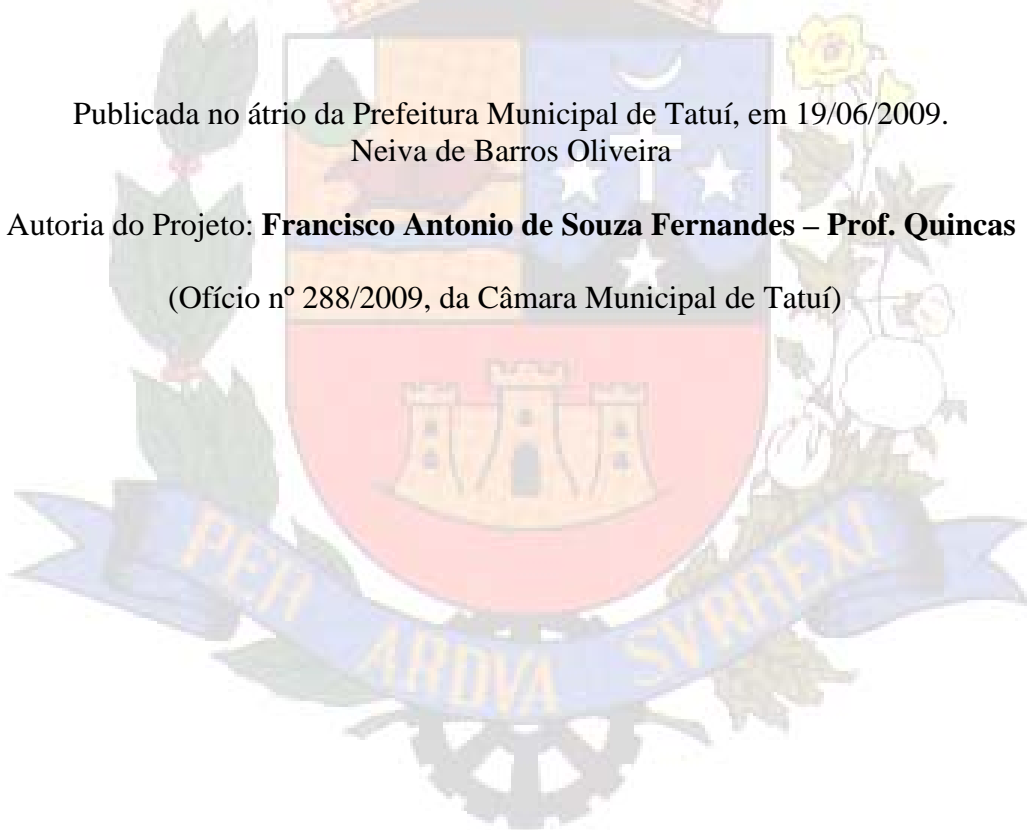 Publicada no átrio da Prefeitura Municipal de Tatuí, em 19/06/2009.
Neiva de Barros Oliveira
Autoria do Projeto: Francisco Antonio de Souza Fernandes – Prof. Quincas
(Ofício nº 288/2009, da Câmara Municipal de Tatuí)
PER ARDVA SVRREXI